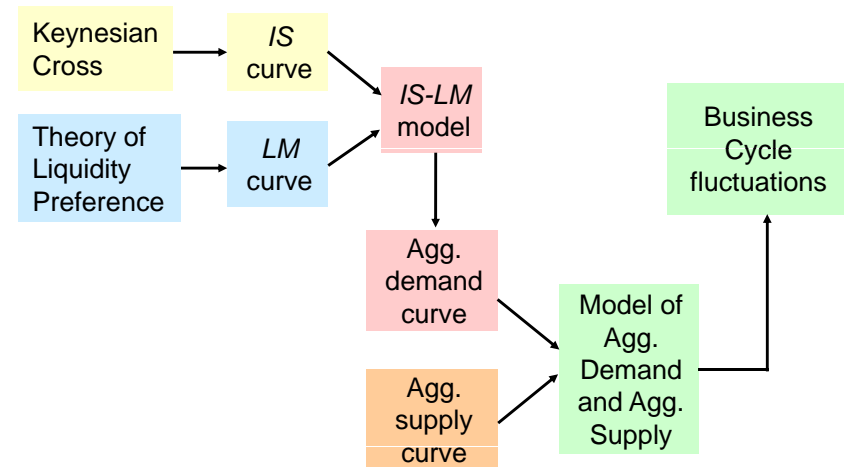 Keynesian
Cross
IS
curve
Theory of
Liquidity
Preference
LM
curve
IS-LM
model
Agg.
demand
curve
Agg.
supply
curve
Model of
Agg.
Demand
and Agg.
Supply
Business
Cycle
fluctuations